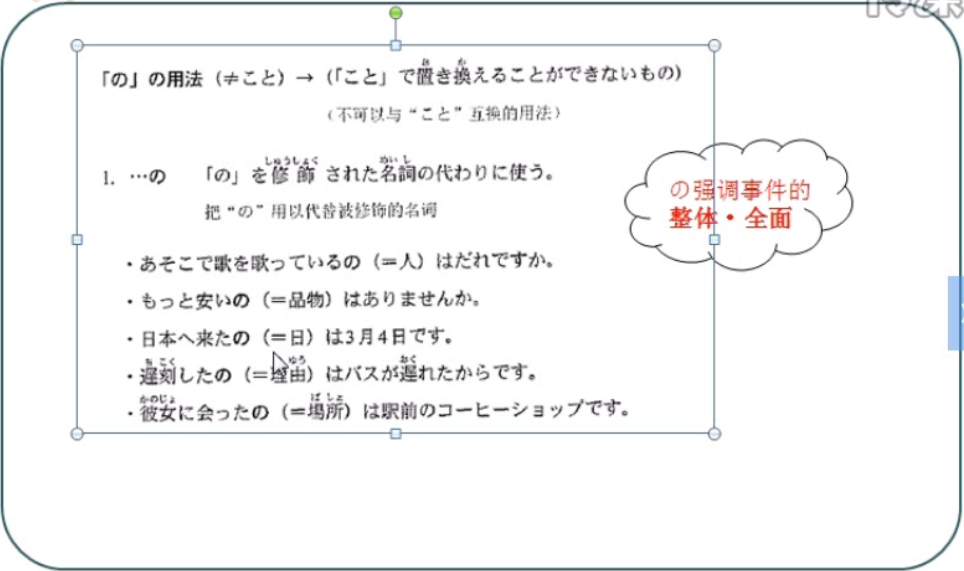 「の」の用法（≠こと）→（「こと」で置き換えることができないもの）
（不可以与“こと”互换的用法）
1. …の 「の」を修飾された名詞の代わりに使う。
把“の”用以代替被修饰的名词
の强调事件的
整体・全面
・あそこで歌を歌っているの（＝人）はだれですか。
・もっと安いの（＝品物）はありませんか。
・日本へ来たの（＝日）は3月4日です。
・遅刻したの（＝理由）はバスが遅れたからです。
・彼女に会ったの（＝場所）は駅前のコーヒーショップです。